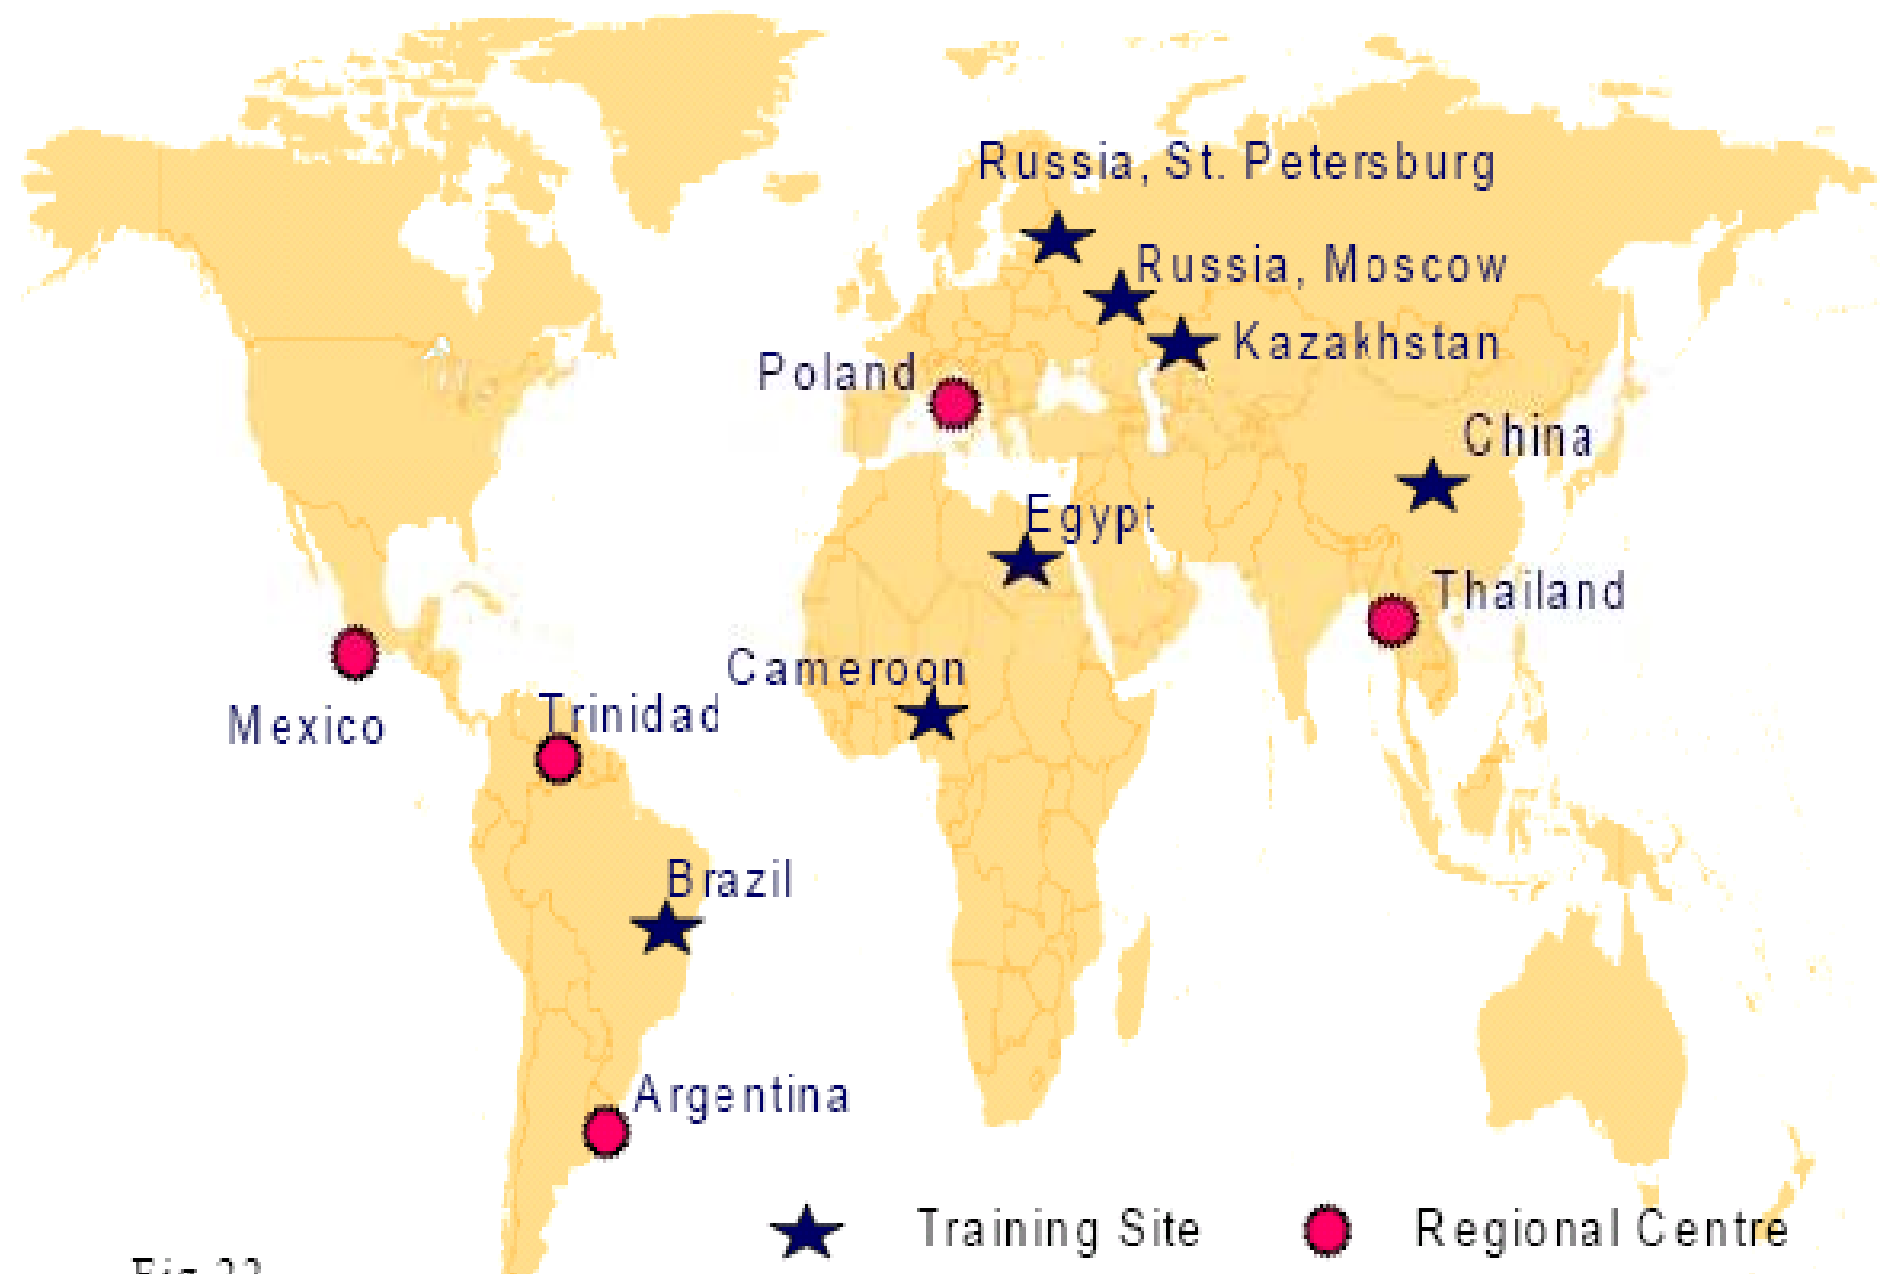 Russia, St. Petersburg
Russia, Moscow
Kazakhstan
Poland
China
Egypt
Thailand
Cameroon
Mexico
Trinidad
Brazil
Argentina
Training Site
Regional Centre